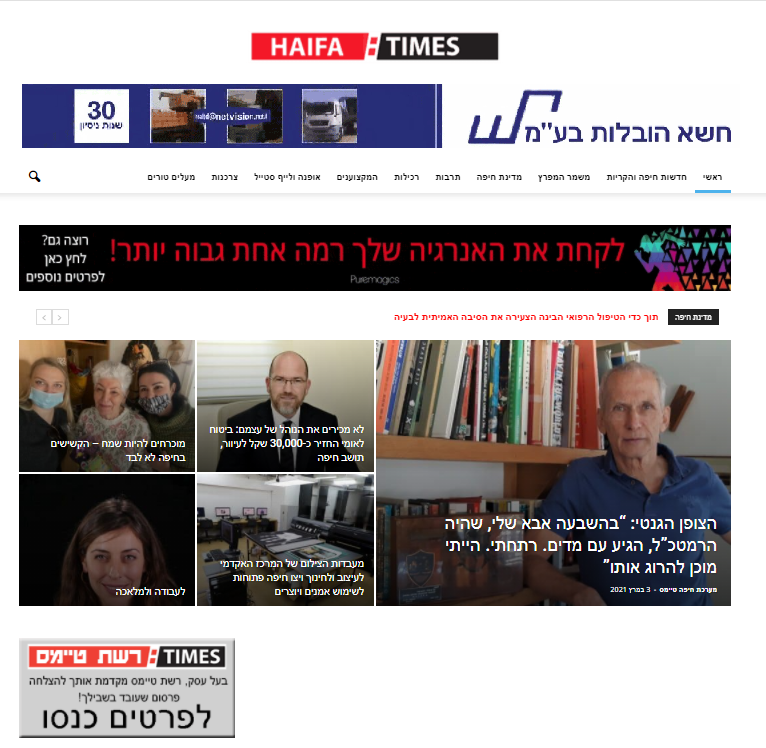 HAIFA TIMES
30
שנות ניסיון
sabd@netvision.net.il
חשא הובלות בע"מ
ראשי
חדשות חיפה והקריות
משמר המפרץ
מדינת חיפה
תרבות
רכילות
המקצוענים
אופנה ולייף סטייל
צרכנות
מעלים טורים
לקחת את האנרגיה שלך רמה אחת גבוה יותר!
רוצה גם?
לחץ כאן
לפרטים נוספים
Puremagics
מדינת חיפה
תוך כדי הטיפול הרפואי הבינה הצעירה את הסיבה האמיתית לבעיה
הצופן הגנטי: "בהשבעה אבא שלי, שהיה
הרמטכ"ל, הגיע עם מדים. רתחתי. הייתי
מוכן להרוג אותו"
מערכת חיפה טיימס - 3 במרץ 2021
לא מכירים את הנוהל של עצמם: ביטוח
לאומי החזיר כ-30,000 שקל לעיוור,
תושב חיפה
מוכרחים להיות שמח – הקשישים
בחיפה לא לבד
מעבדות הצילום של המרכז האקדמי
לעיצוב ולחינוך ויצו חיפה פתוחות
לשימוש אמנים ויוצרים
לעבודה ולמלאכה
רשת טיימס TIMES
בעל עסק, רשת טיימס מקדמת אותך להצלחה
פרסום שעובד בשבילך!
לפרטים כנסו